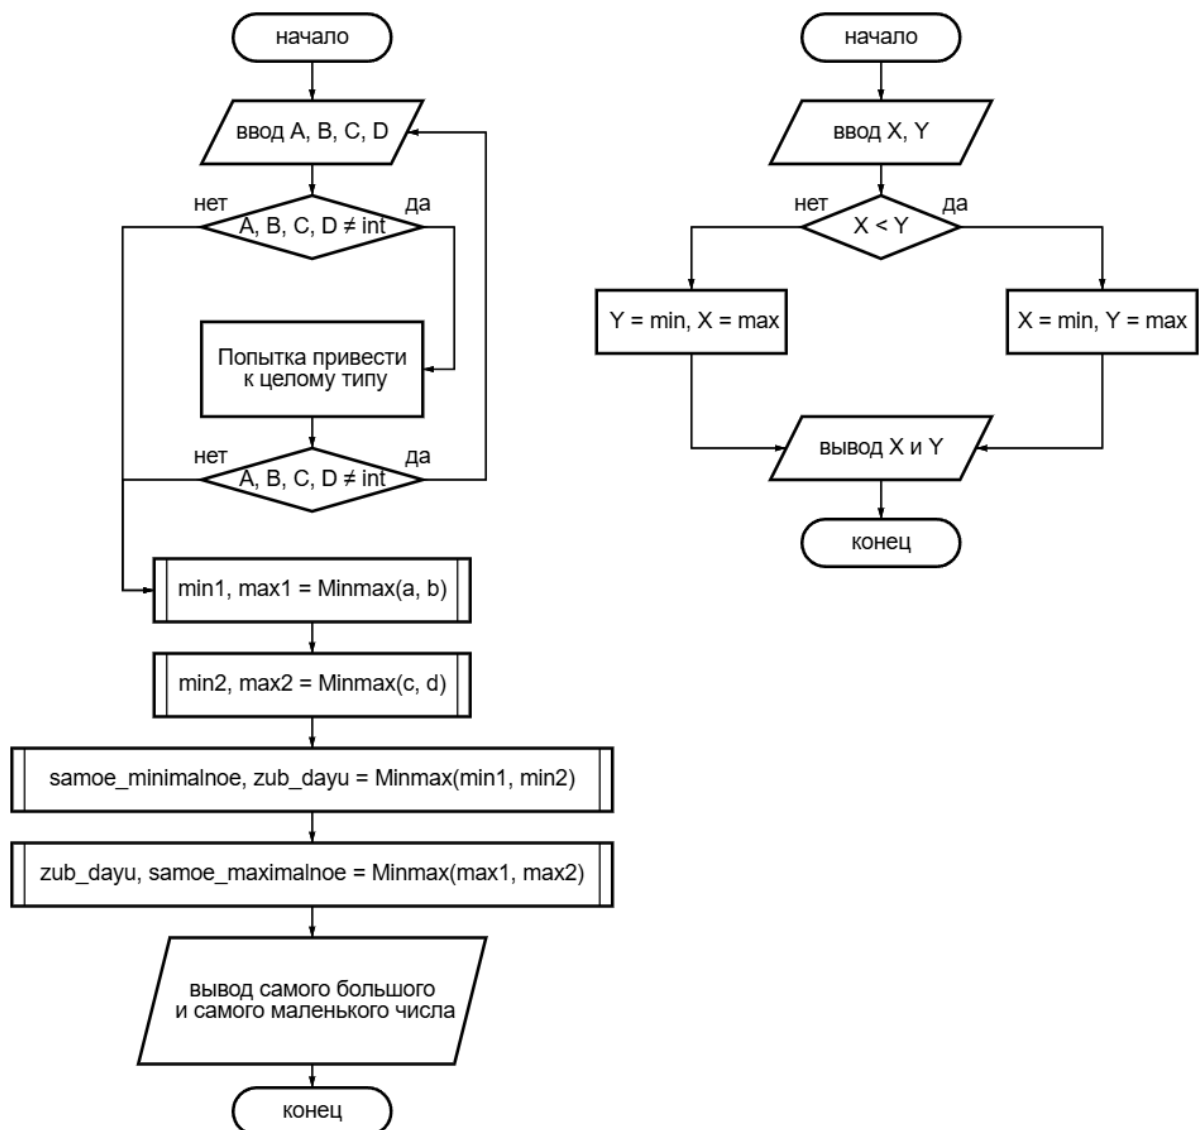 начало
ввод A, B, C, D
нет
да
A, B, C, D ≠ int
Попытка привести
к целому типу
нет
да
A, B, C, D ≠ int
min1, max1 = Minmax(a, b)
min2, max2 = Minmax(c, d)
samoe_minimalnoe, zub_dayu = Minmax(min1, min2)
zub_dayu, samoe_maximalnoe = Minmax(max1, max2)
вывод самого большого
и самого маленького числа
конец
начало
ввод X, Y
нет
да
X < Y
Y = min, X = max
X = min, Y = max
вывод X и Y
конец